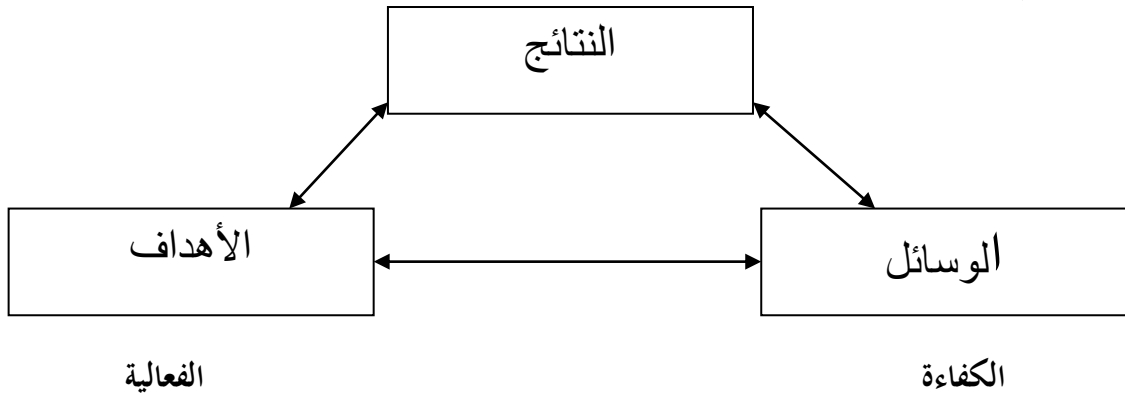 النتائج
الوسائل
الأهداف
الكفاءة
الفعالية